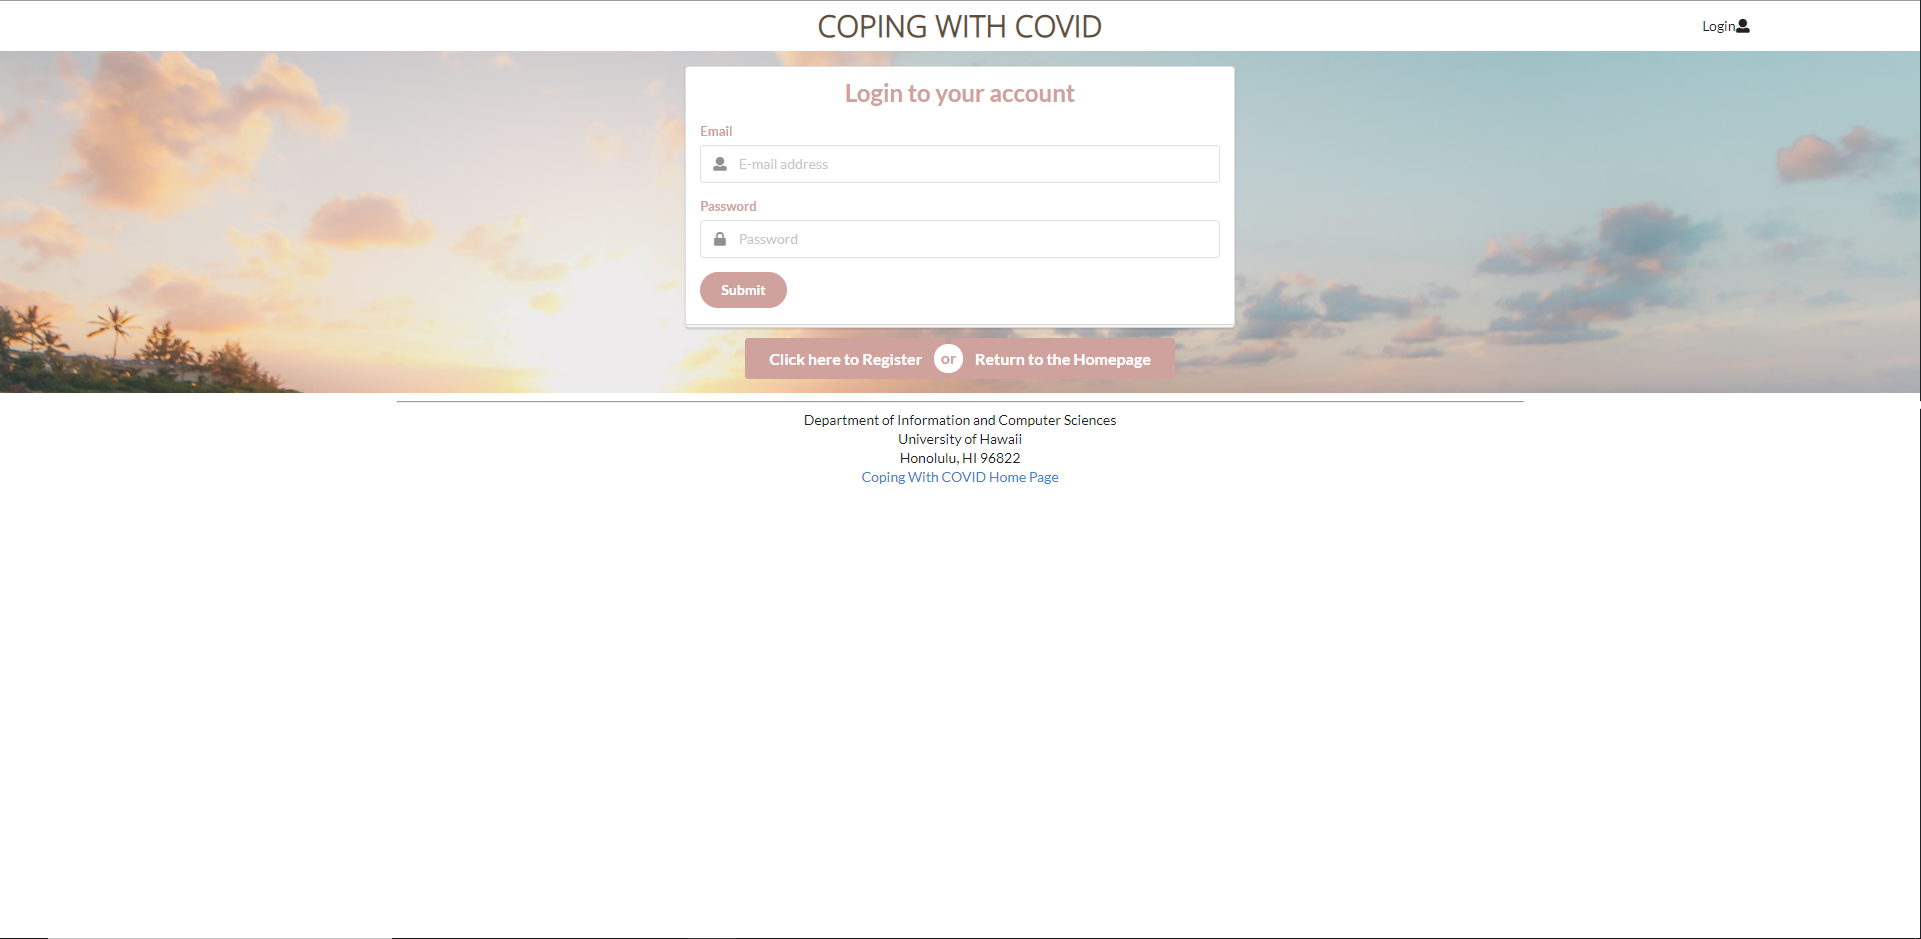 COPING WITH COVID
Login
Login to your account
Email
E-mail address
Password
Password
Submit
Click here to Register or Return to the Homepage
Department of Information and Computer Sciences
University of Hawaii
Honolulu, HI 96822
Coping With COVID Home Page